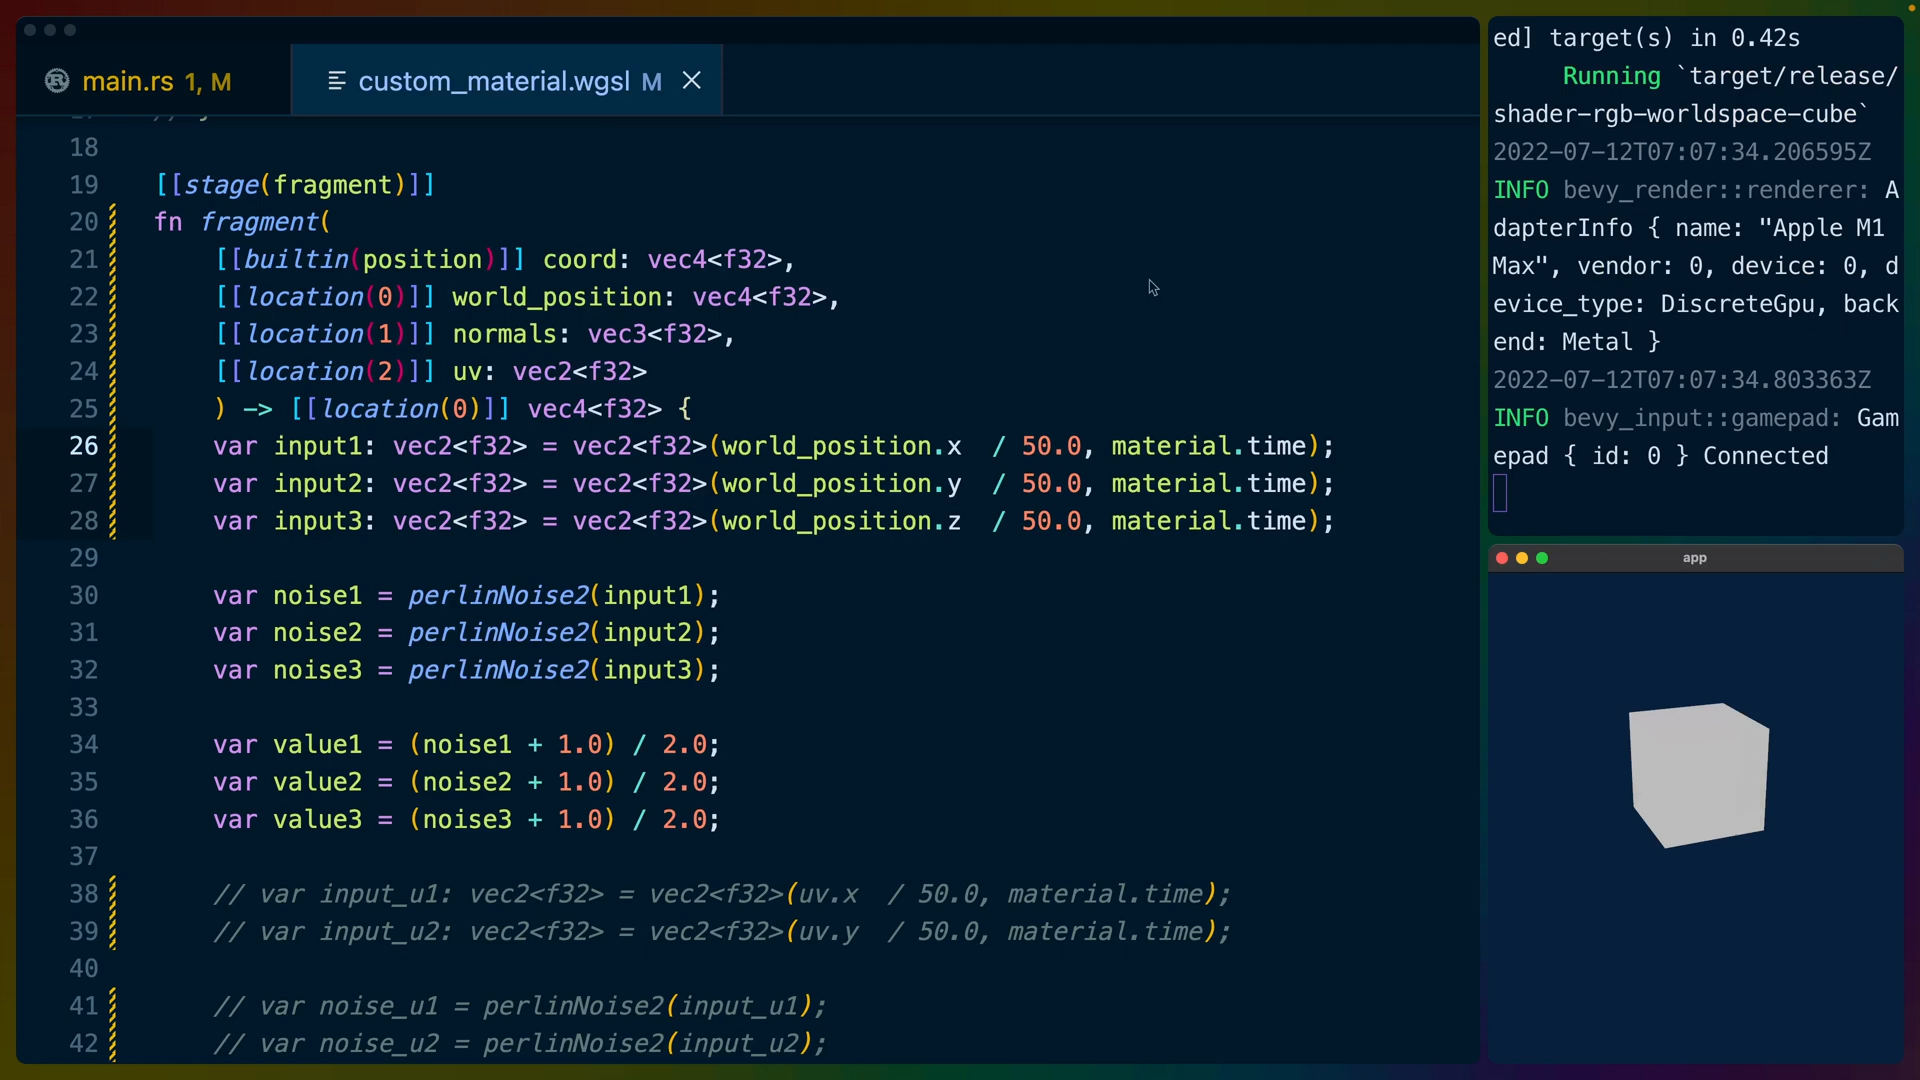 main.rs 1, M
custom_material.wgsl M
18
19 [[stage(fragment)]]
20 fn fragment(
21 [[builtin(position)]] coord: vec4<f32>,
22 [[location(0)]] world_position: vec4<f32>,
23 [[location(1)]] normals: vec3<f32>,
24 [[location(2)]] uv: vec2<f32>
25 ) -> [[location(0)]] vec4<f32> {
26 var input1: vec2<f32> = vec2<f32>(world_position.x  / 50.0, material.time);
27 var input2: vec2<f32> = vec2<f32>(world_position.y  / 50.0, material.time);
28 var input3: vec2<f32> = vec2<f32>(world_position.z  / 50.0, material.time);
29
30 var noise1 = perlinNoise2(input1);
31 var noise2 = perlinNoise2(input2);
32 var noise3 = perlinNoise2(input3);
33
34 var value1 = (noise1 + 1.0) / 2.0;
35 var value2 = (noise2 + 1.0) / 2.0;
36 var value3 = (noise3 + 1.0) / 2.0;
37
38 // var input_u1: vec2<f32> = vec2<f32>(uv.x  / 50.0, material.time);
39 // var input_u2: vec2<f32> = vec2<f32>(uv.y  / 50.0, material.time);
40
41 // var noise_u1 = perlinNoise2(input_u1);
42 // var noise_u2 = perlinNoise2(input_u2);
ed] target(s) in 0.42s
Running `target/release/
shader-rgb-worldspace-cube`
2022-07-12T07:07:34.206595Z
INFO bevy_render::renderer: A
dapterInfo { name: "Apple M1
Max", vendor: 0, device: 0, d
evice_type: DiscreteGpu, back
end: Metal }
2022-07-12T07:07:34.803363Z
INFO bevy_input::gamepad: Gam
epad { id: 0 } Connected
app